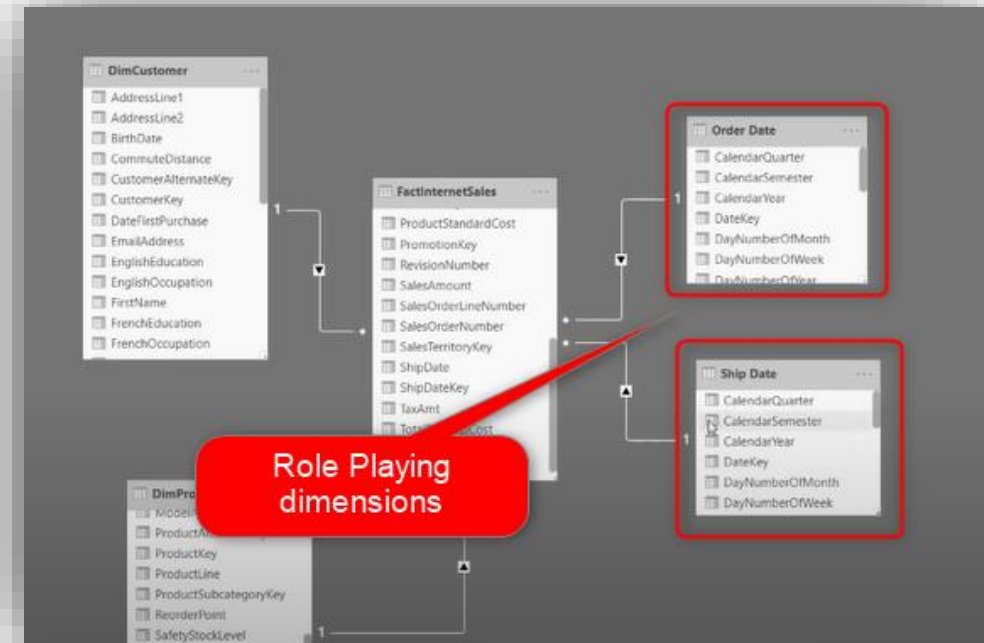 DimCustomer
AddressLine1
AddressLine2
BirthDate
CommuteDistance
CustomerAlternateKey
CustomerKey
DateFirstPurchase
EmailAddress
EnglishEducation
EnglishOccupation
FirstName
FrenchEducation
FrenchOccupation
1
FactInternetSales
ProductStandardCost
PromotionKey
RevisionNumber
SalesAmount
SalesOrderLineNumber
SalesOrderNumber
SalesTerritoryKey
ShipDate
ShipDateKey
TaxAmt
Order Date
CalendarQuarter
CalendarSemester
CalendarYear
DateKey
DayNumberOfMonth
DayNumberOfWeek
DayNumberOfYear
1
Ship Date
CalendarQuarter
CalendarSemester
CalendarYear
DateKey
DayNumberOfMonth
DayNumberOfWeek
1
Role Playing
dimensions
ProductKey
ProductLine
ProductSubcategoryKey
ReorderPoint
SafetyStockLevel
1